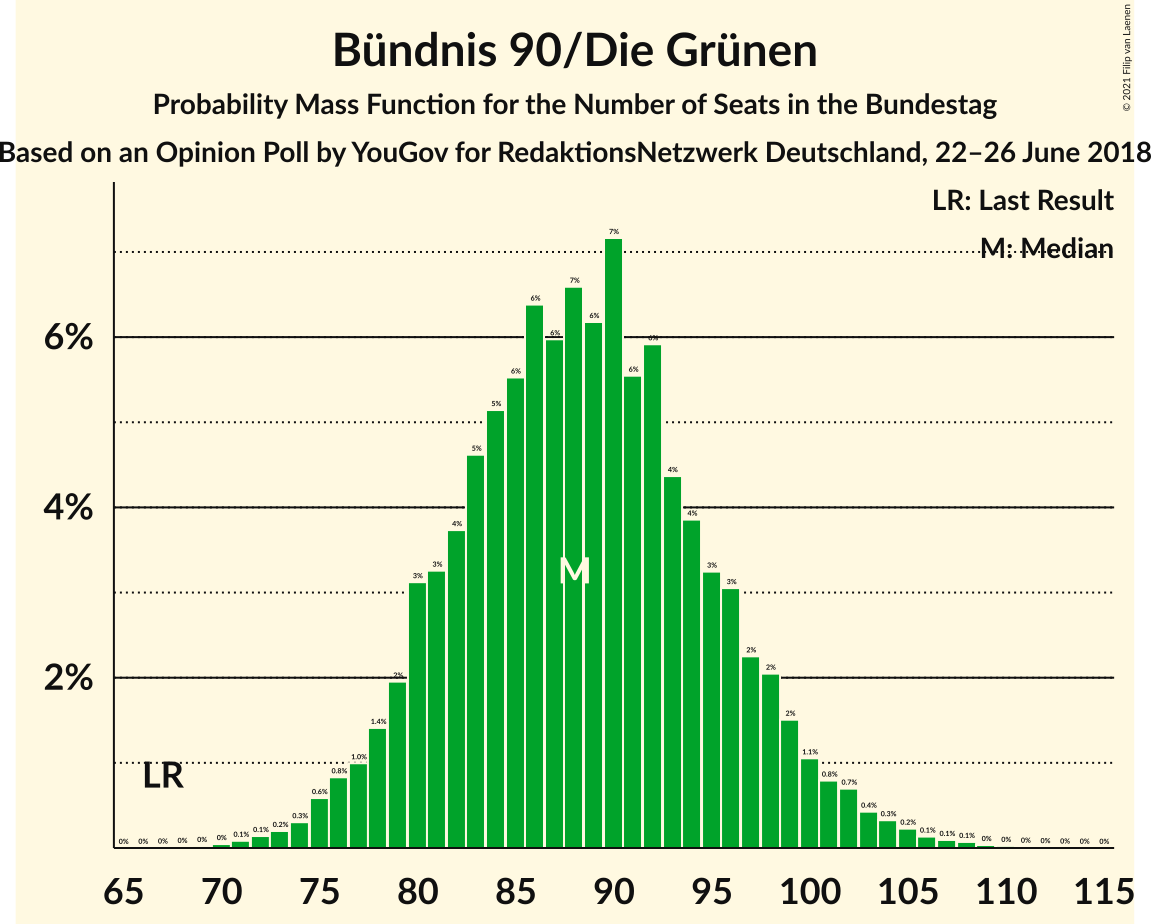 Bündnis 90/Die Grünen
Probability Mass Function for the Number of Seats in the Bundestag
Based on an Opinion Poll by YouGov for RedaktionsNetzwerk Deutschland, 22–26 June 2018
© 2021 Filip van Laenen
LR: Last Result
M: Median
6%
4%
2%
0% 0% 0% 0% 0% 0% 0.1% 0.1% 0.2% 0.3% 0.6% 0.8% 1.0% 1.4% 2% 3% 3% 4% 5% 5% 6% 6% 6% 7% 6% 7% 6% 6% 4% 4% 3% 3% 2% 2% 2% 1.1% 0.8% 0.7% 0.4% 0.3% 0.2% 0.1% 0.1% 0.1% 0% 0% 0% 0% 0% 0% 0%
M
LR
65 70 75 80 85 90 95 100 105 110 115